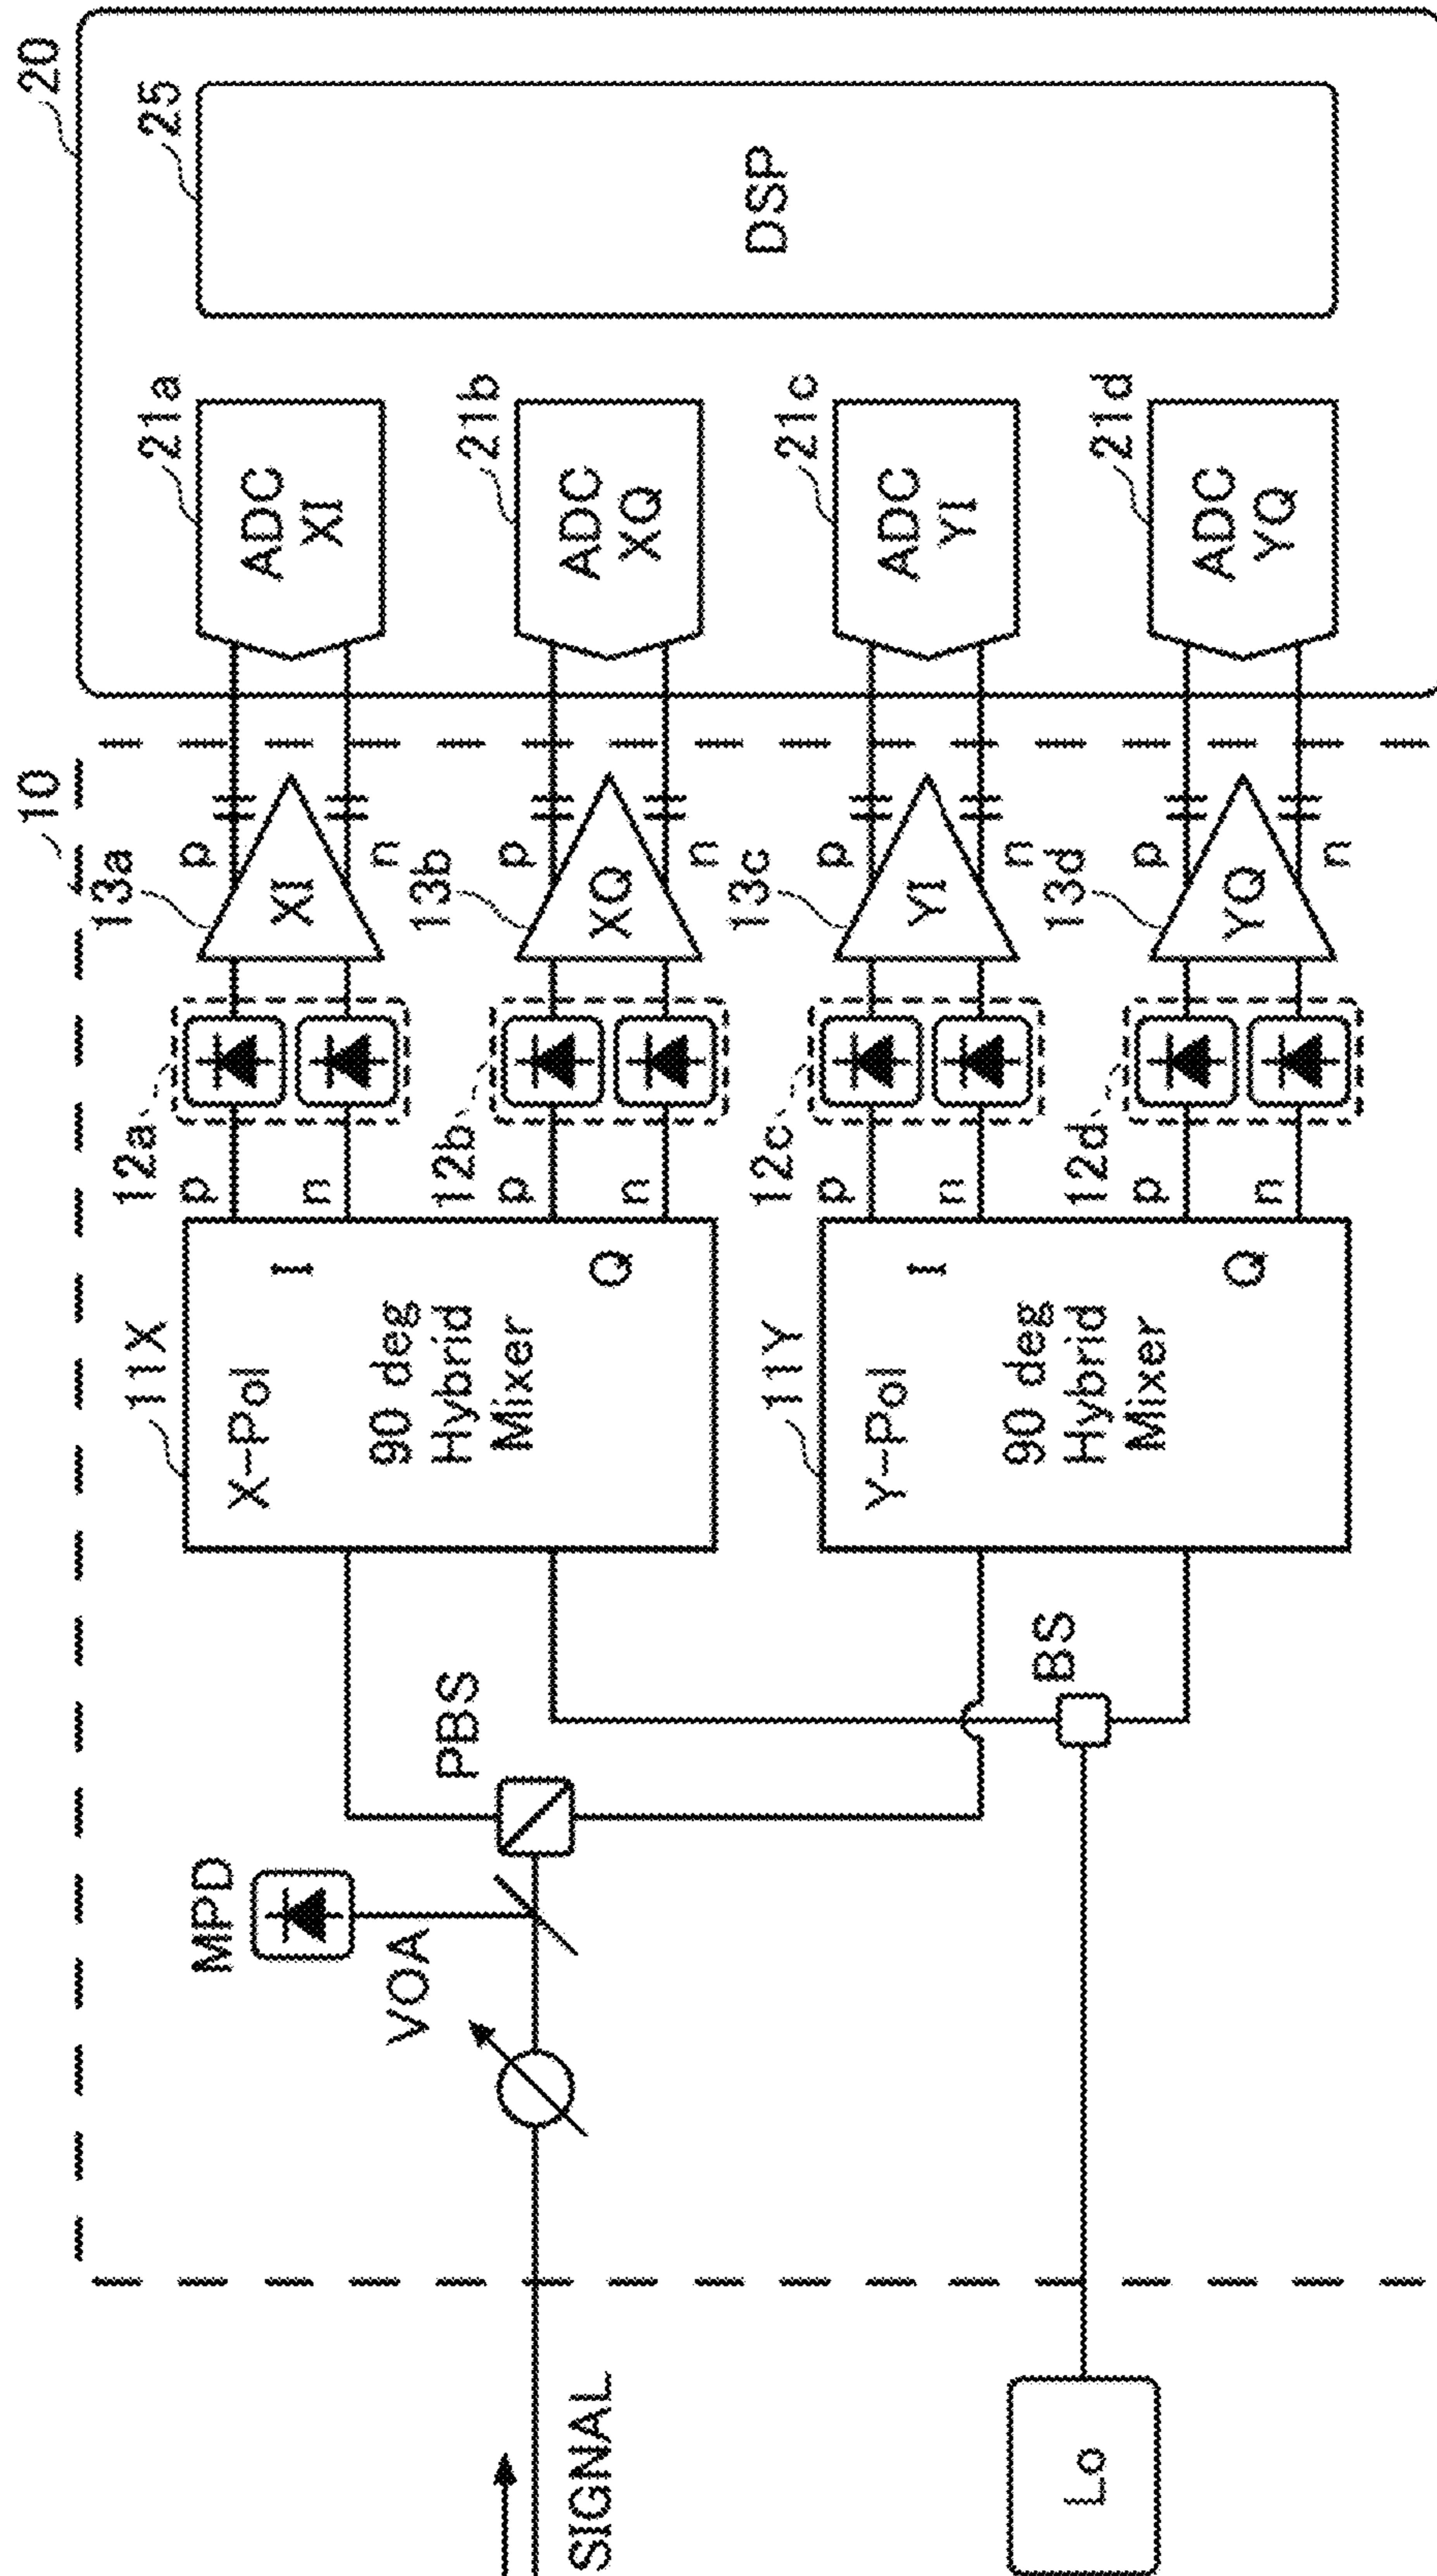 SIGNAL
Lo
VOA
MPD
PBS
BS
10
11X
X-Pol
I
90 deg
Hybrid
Mixer
Q
11Y
Y-Pol
I
90 deg
Hybrid
Mixer
Q
p
n
p
n
p
n
p
n
12a
12b
12c
12d
13a
XI
p
n
13b
XQ
p
n
13c
YI
p
n
13d
YQ
p
n
20
21a
ADC
XI
21b
ADC
XQ
21c
ADC
YI
21d
ADC
YQ
25
DSP